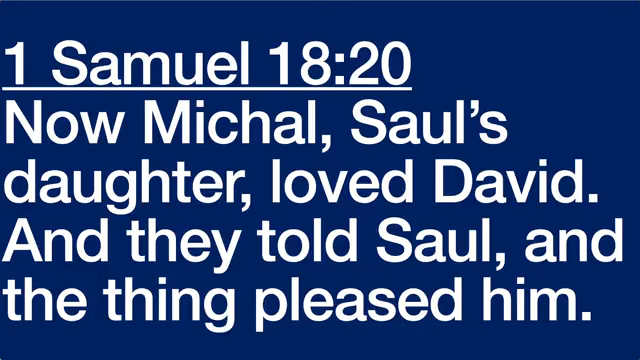 1 Samuel 18:20
Now Michal, Saul’s
daughter, loved David.
And they told Saul, and
the thing pleased him.